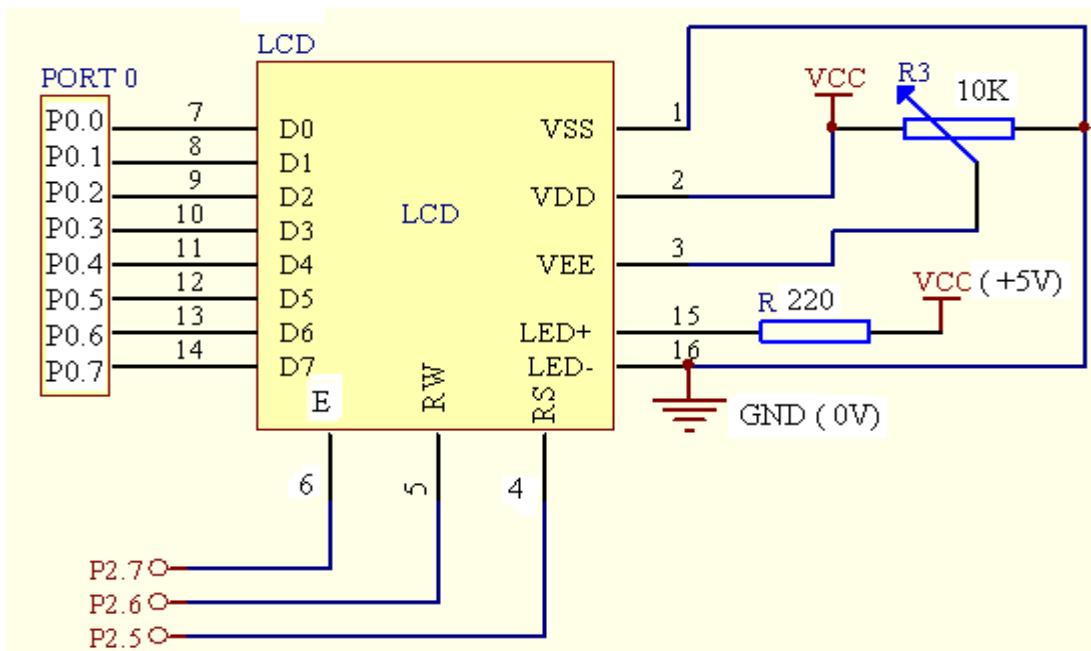 LCD
PORT 0
P0.0 7 D0
P0.1 8 D1
P0.2 9 D2
P0.3 10 D3
P0.4 11 D4
P0.5 12 D5
P0.6 13 D6
P0.7 14 D7
LCD
VSS 1
VDD 2
VEE 3
LED+ 15
LED- 16
VCC
R3
10K
R 220
VCC (+5V)
GND ( 0V)
E
RW
RS
6
5
4
P2.7
P2.6
P2.5